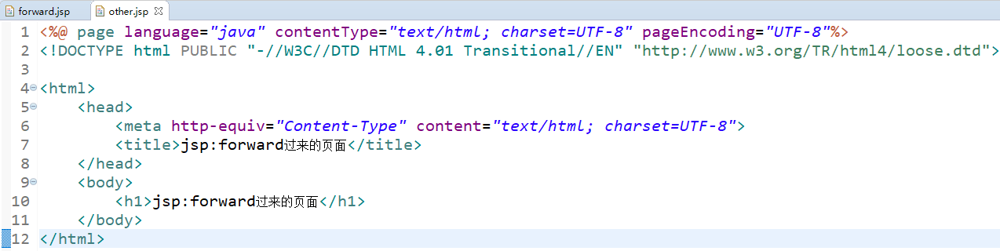 forward.jsp other.jsp
1 <%@ page language="java" contentType="text/html; charset=UTF-8" pageEncoding="UTF-8"%>
2 <!DOCTYPE html PUBLIC "-//W3C//DTD HTML 4.01 Transitional//EN" "http://www.w3.org/TR/html4/loose.dtd">
3
4 <html>
5     <head>
6         <meta http-equiv="Content-Type" content="text/html; charset=UTF-8">
7         <title>jsp:forward过来的页面</title>
8     </head>
9     <body>
10         <h1>jsp:forward过来的页面</h1>
11     </body>
12 </html>